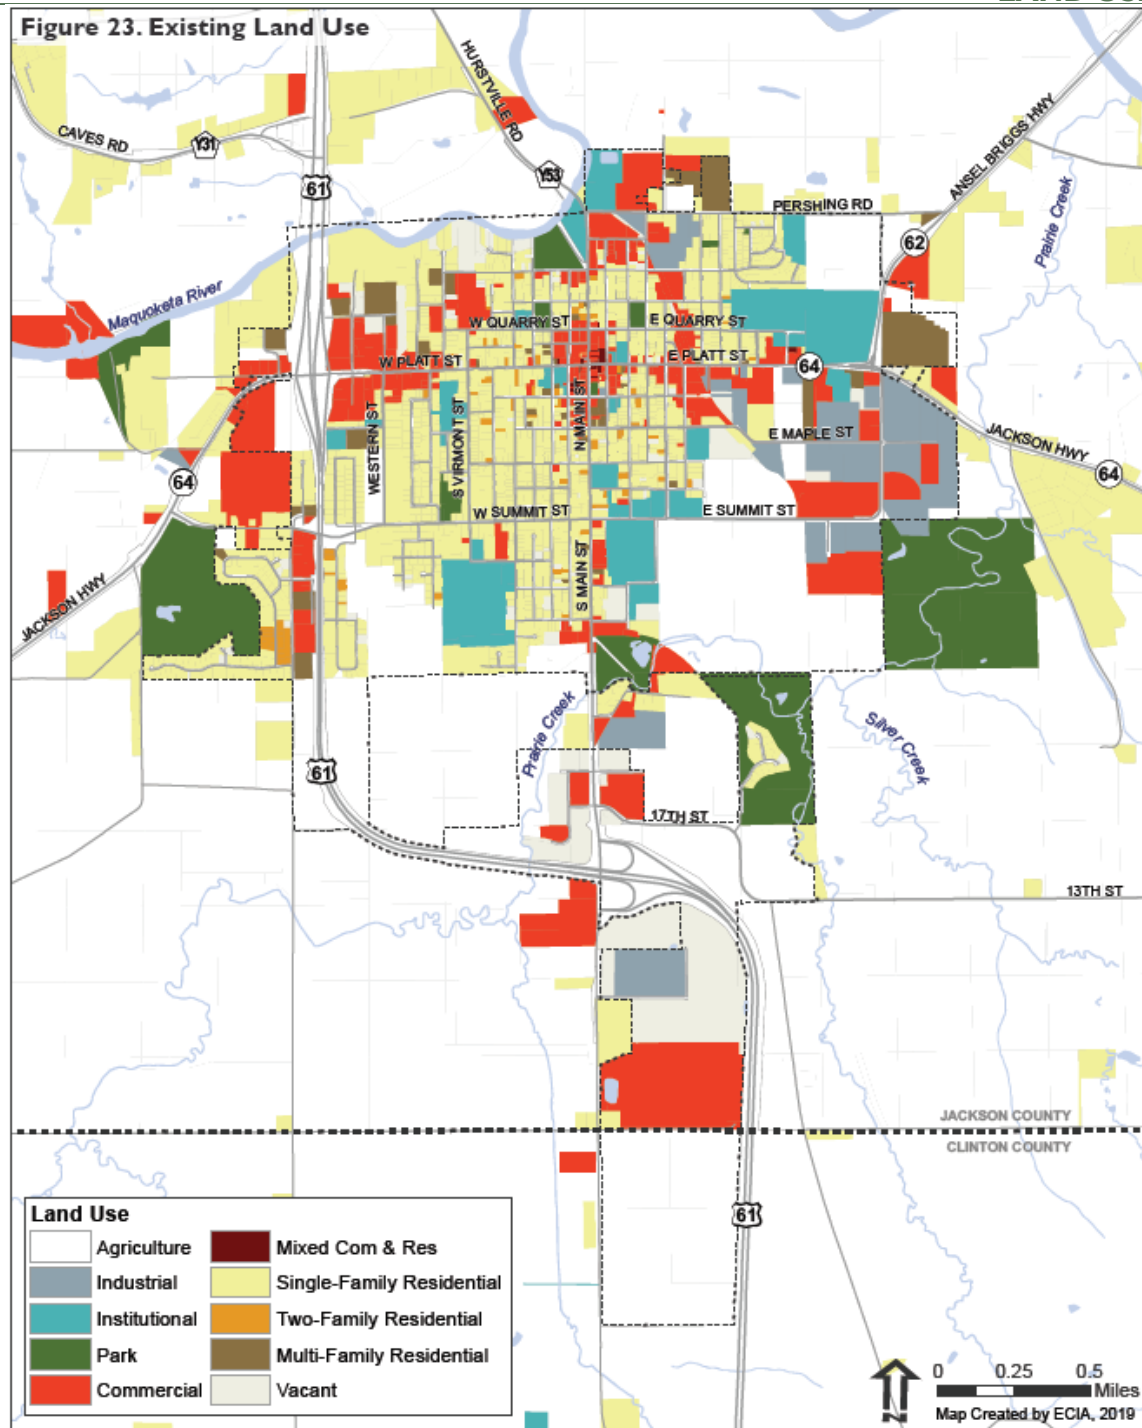 Figure 23. Existing Land Use
HURSTVILLE RD
CAVES RD
Y31
61
Y53
ANSEL BRIGGS HWY
PERSHING RD
62
Prairie Creek
Maquoketa River
W QUARRY ST
E QUARRY ST
W PLATT ST
E PLATT ST
64
WESTERN ST
S VIRMONT ST
N MAIN ST
E MAPLE ST
JACKSON HWY
64
64
W SUMMIT ST
E SUMMIT ST
S MAIN ST
JACKSON HWY
Prairie Creek
Silver Creek
61
17TH ST
13TH ST
JACKSON COUNTY
CLINTON COUNTY
61
Land Use
Agriculture
Industrial
Institutional
Park
Commercial
Mixed Com & Res
Single-Family Residential
Two-Family Residential
Multi-Family Residential
Vacant
N
0 0.25 0.5
Miles
Map Created by ECIA, 2019